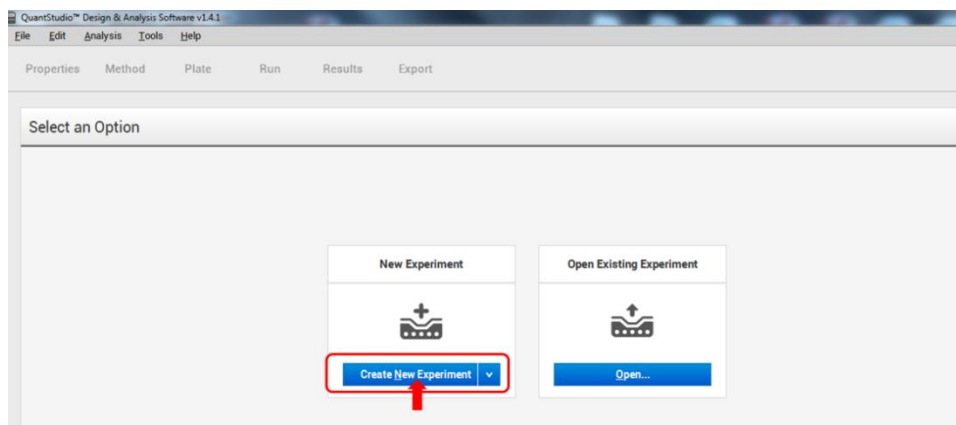 QuantStudio™ Design & Analysis Software v1.4.1
File Edit Analysis Tools Help
Properties Method Plate Run Results Export
Select an Option
New Experiment Open Existing Experiment
Create New Experiment Open...